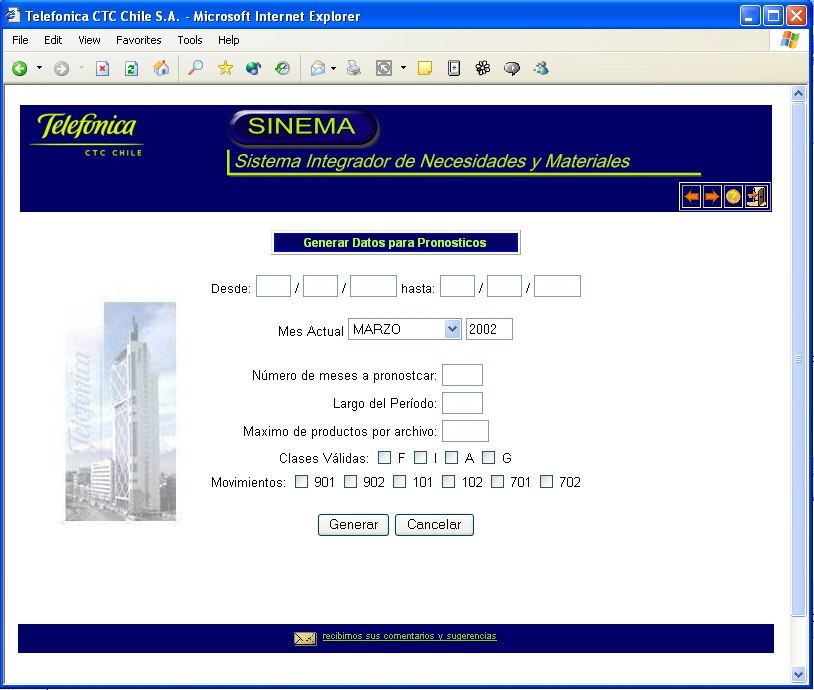 Telefonica CTC Chile S.A. - Microsoft Internet Explorer
File Edit View Favorites Tools Help
Telefónica
CTC CHILE
SINEMA
Sistema Integrador de Necesidades y Materiales
Generar Datos para Pronosticos
Desde: / / hasta: / /
Mes Actual MARZO 2002
Número de meses a pronostcar:
Largo del Período:
Maximo de productos por archivo:
Clases Válidas: F I A G
Movimientos: 901 902 101 102 701 702
Generar Cancelar
Telefónica
recibimos sus comentarios y sugerencias